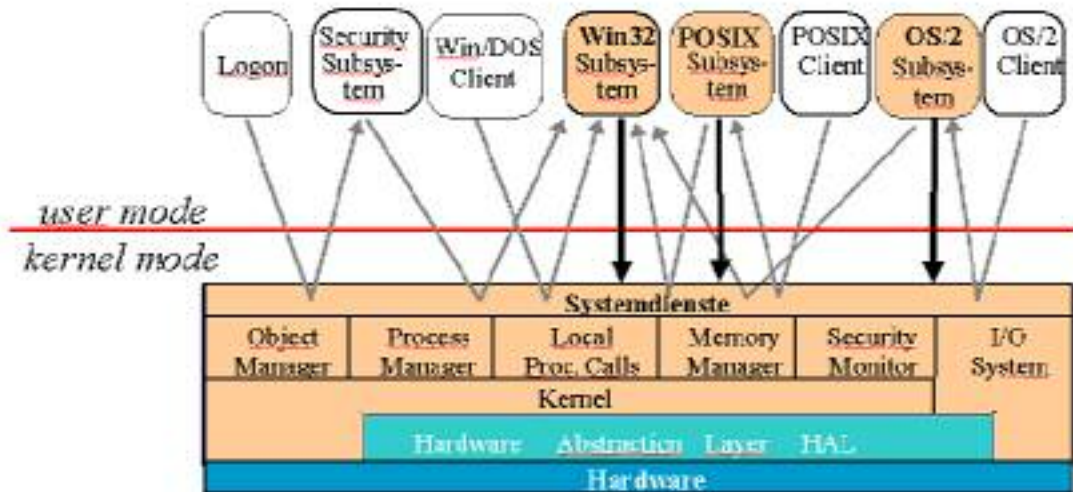 Logon
Security
Subsys-
tem
Win/DOS
Client
Win32
Subsys-
tem
POSIX
Subsys-
tem
POSIX
Client
OS/2
Subsys-
tem
OS/2
Client
user mode
kernel mode
Systemdienste
Object
Manager
Process
Manager
Local
Proc. Calls
Memory
Manager
Security
Monitor
I/O
System
Kernel
Hardware Abstraction Layer HAL
Hardware